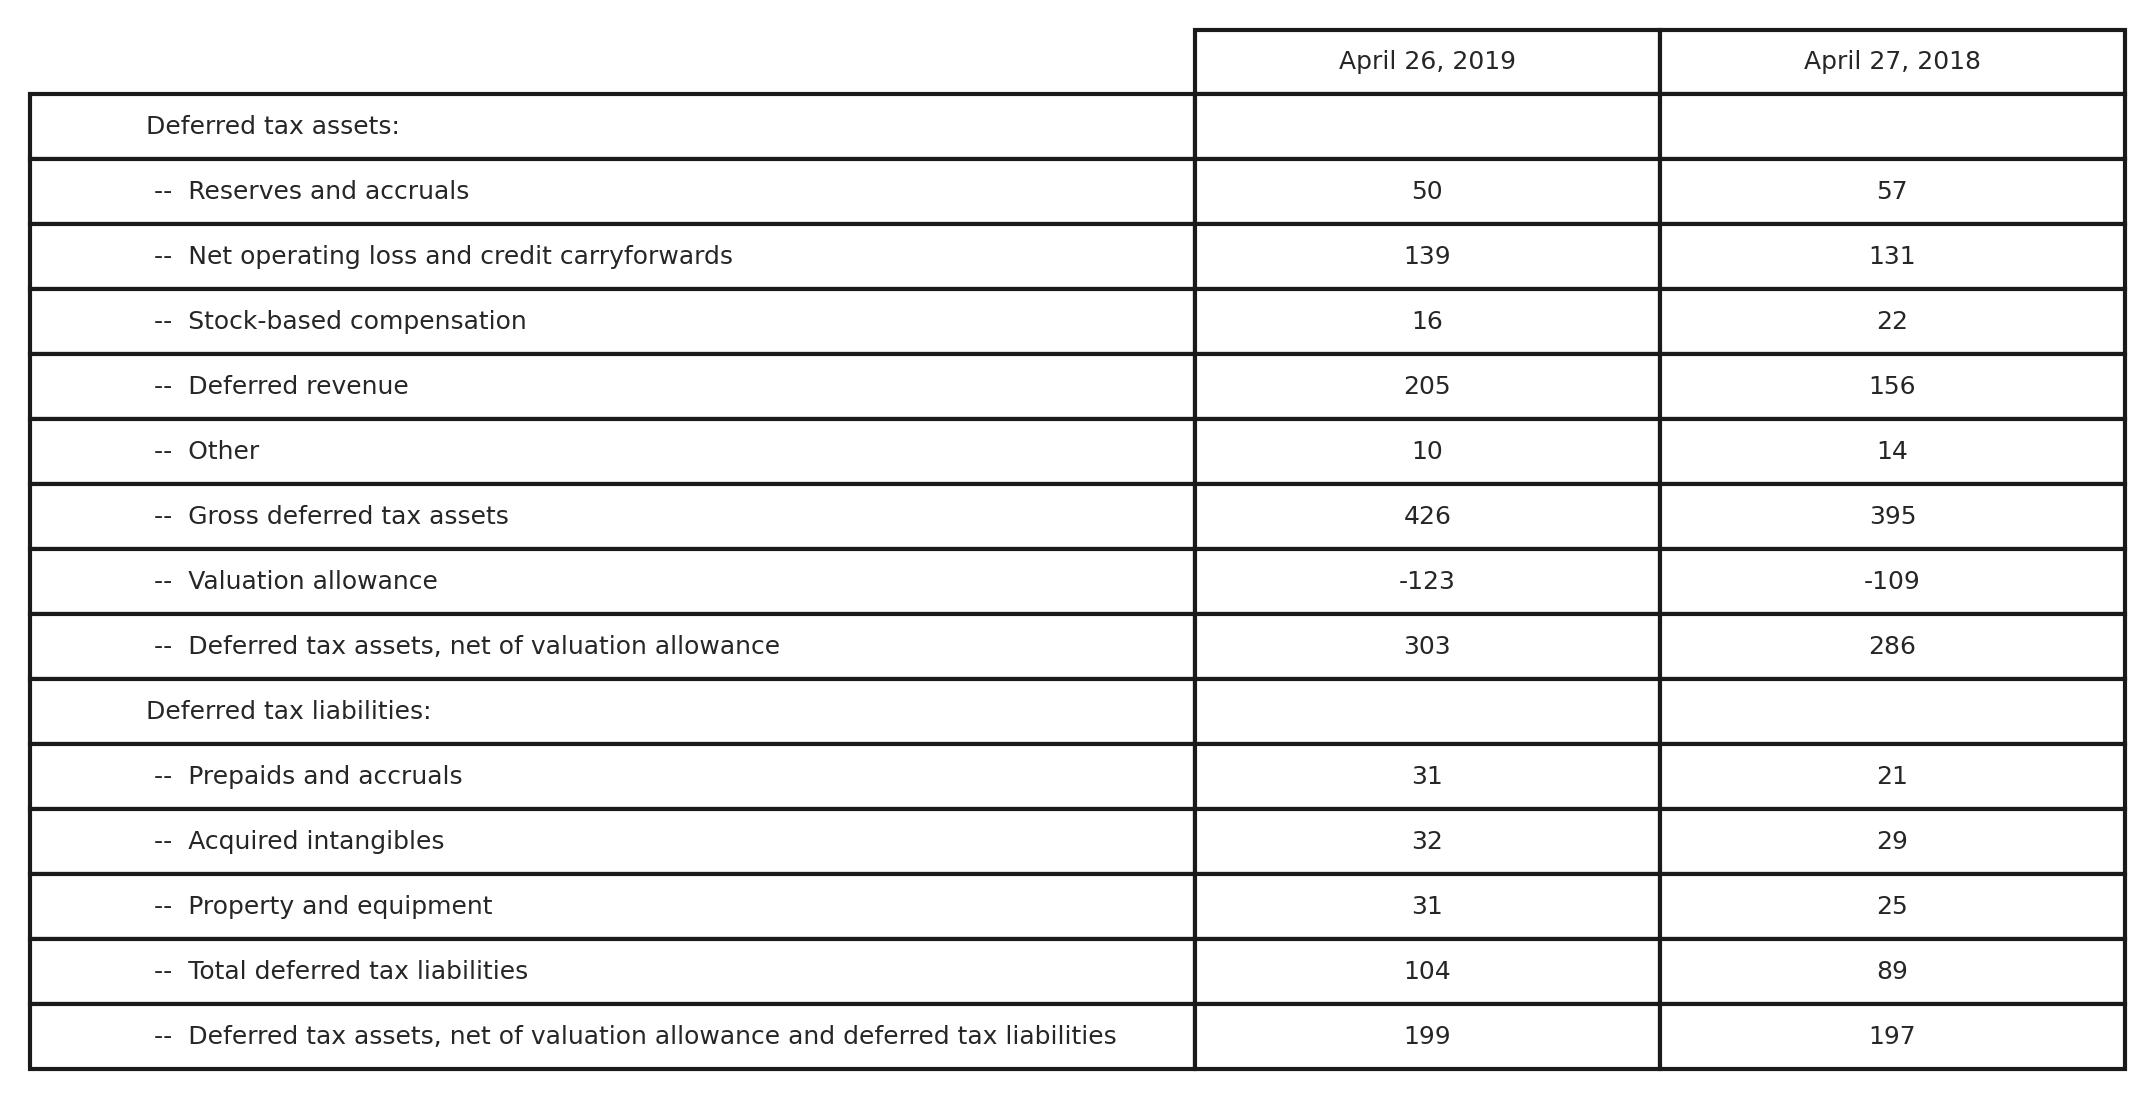 April 26, 2019 April 27, 2018
Deferred tax assets:
-- Reserves and accruals 50 57
-- Net operating loss and credit carryforwards 139 131
-- Stock-based compensation 16 22
-- Deferred revenue 205 156
-- Other 10 14
-- Gross deferred tax assets 426 395
-- Valuation allowance -123 -109
-- Deferred tax assets, net of valuation allowance 303 286
Deferred tax liabilities:
-- Prepaids and accruals 31 21
-- Acquired intangibles 32 29
-- Property and equipment 31 25
-- Total deferred tax liabilities 104 89
-- Deferred tax assets, net of valuation allowance and deferred tax liabilities 199 197